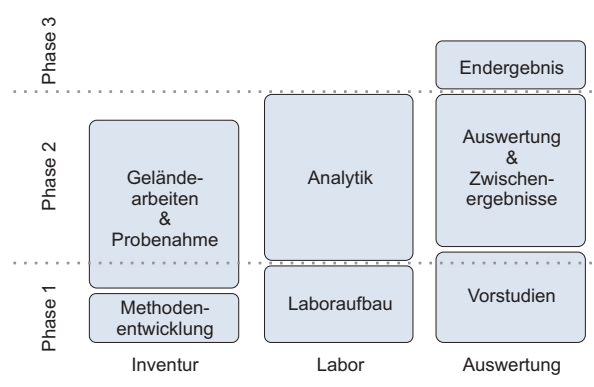 Phase 3
Endergebnis
Phase 2
Gelände-
arbeiten
&
Probenahme
Analytik
Auswertung
&
Zwischen-
ergebnisse
Phase 1
Methoden-
entwicklung
Laboraufbau
Vorstudien
Inventur
Labor
Auswertung